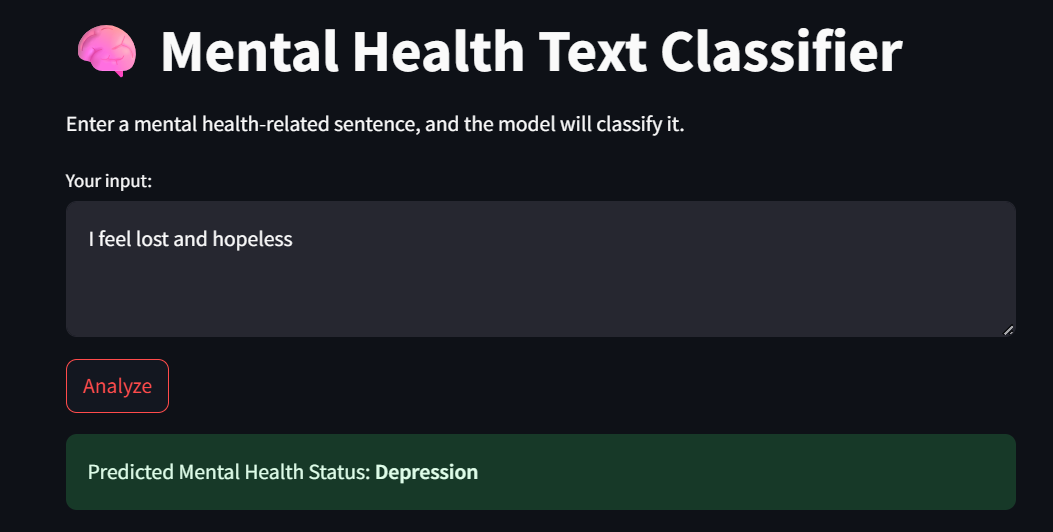 Mental Health Text Classifier
Enter a mental health-related sentence, and the model will classify it.
Your input:
I feel lost and hopeless
Analyze
Predicted Mental Health Status: Depression